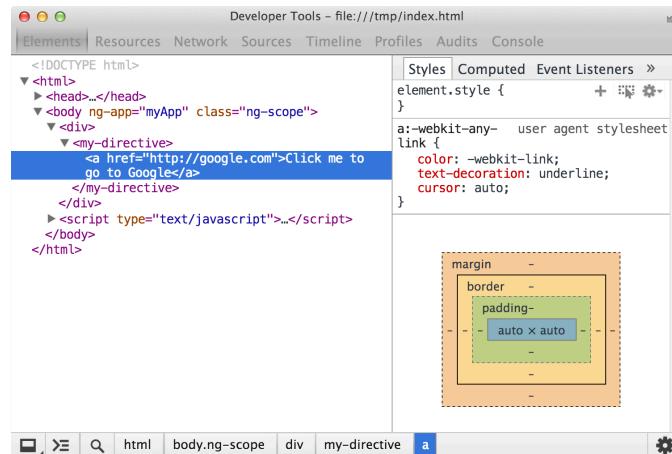 Developer Tools – file:///tmp/index.html
Elements Resources Network Sources Timeline Profiles Audits Console
<!DOCTYPE html>
▼<html>
▶<head>…</head>
▼<body ng-app="myApp" class="ng-scope">
▼<div>
▼<my-directive>
<a href="http://google.com">Click me to
go to Google</a>
</my-directive>
</div>
▶<script type="text/javascript">…</script>
</body>
</html>
Styles Computed Event Listeners »
element.style {
}
a:-webkit-any- user agent stylesheet
link {
color: -webkit-link;
text-decoration: underline;
cursor: auto;
}
margin –
border –
padding–
– – – auto × auto – – –
–
–
–
html body.ng-scope div my-directive a